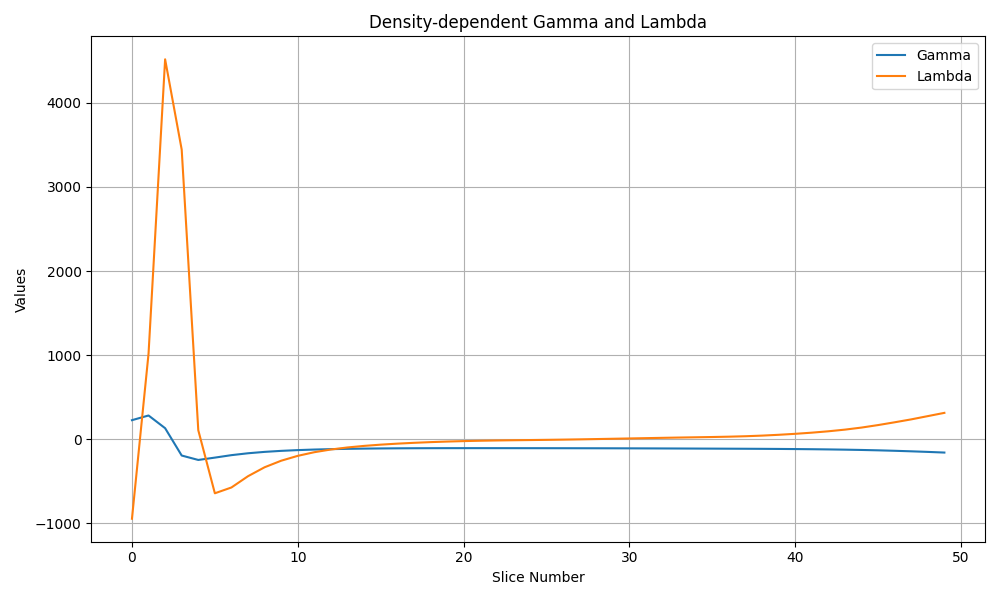 Density-dependent Gamma and Lambda
Gamma
Lambda
4000
3000
2000
1000
0
−1000
Values
0 10 20 30 40 50
Slice Number